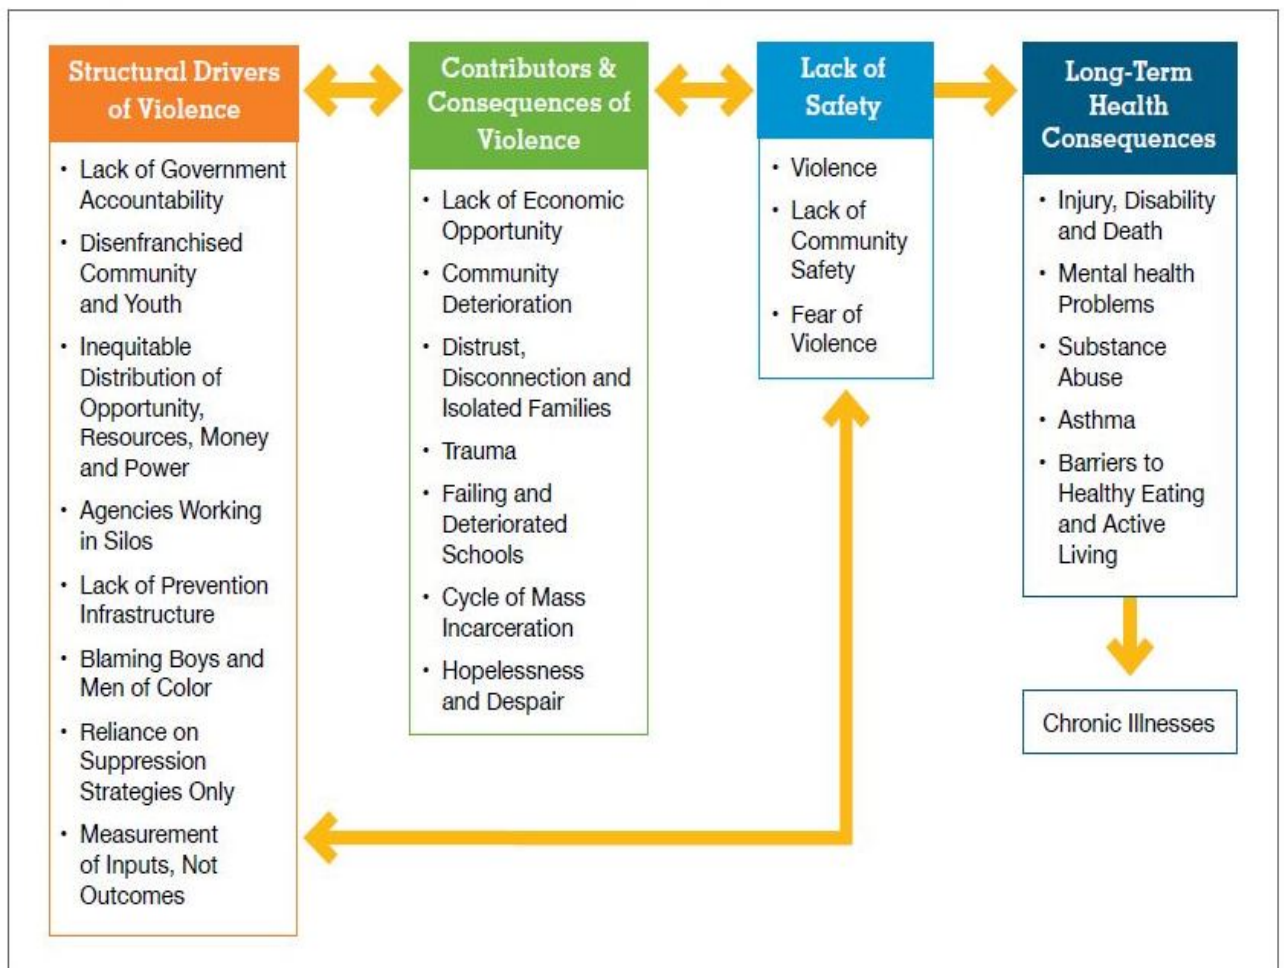 Structural Drivers
of Violence
• Lack of Government
Accountability
• Disenfranchised
Community
and Youth
• Inequitable
Distribution of
Opportunity,
Resources, Money
and Power
• Agencies Working
in Silos
• Lack of Prevention
Infrastructure
• Blaming Boys and
Men of Color
• Reliance on
Suppression
Strategies Only
• Measurement
of Inputs, Not
Outcomes
Contributors &
Consequences of
Violence
• Lack of Economic
Opportunity
• Community
Deterioration
• Distrust,
Disconnection and
Isolated Families
• Trauma
• Failing and
Deteriorated
Schools
• Cycle of Mass
Incarceration
• Hopelessness
and Despair
Lack of
Safety
• Violence
• Lack of
Community
Safety
• Fear of
Violence
Long-Term
Health
Consequences
• Injury, Disability
and Death
• Mental health
Problems
• Substance
Abuse
• Asthma
• Barriers to
Healthy Eating
and Active
Living
Chronic Illnesses